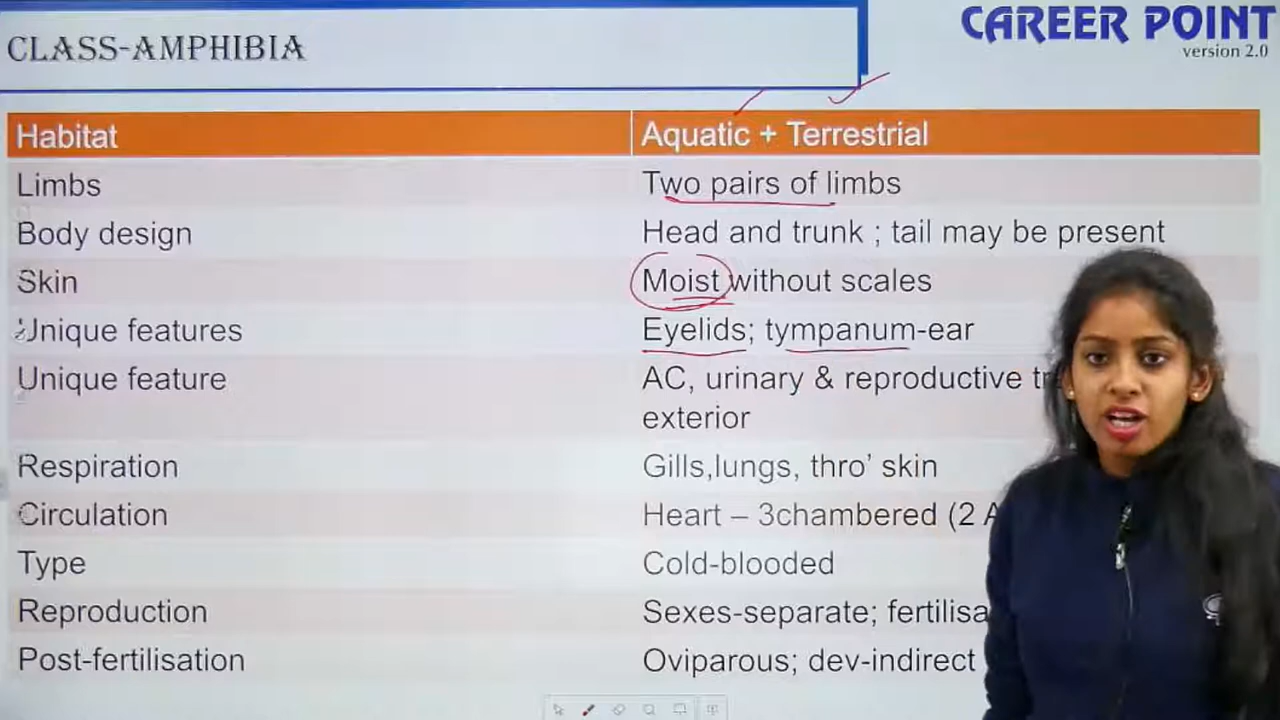 CLASS-AMPHIBIA
CAREER POINT
version 2.0
Habitat Aquatic + Terrestrial
Limbs Two pairs of limbs
Body design Head and trunk ; tail may be present
Skin Moist without scales
Unique features Eyelids; tympanum-ear
Unique feature AC, urinary & reproductive
exterior
Respiration Gills,lungs, thro’ skin
Circulation Heart – 3chambered (2
Type Cold-blooded
Reproduction Sexes-separate;
Post-fertilisation Oviparous; dev-indirect